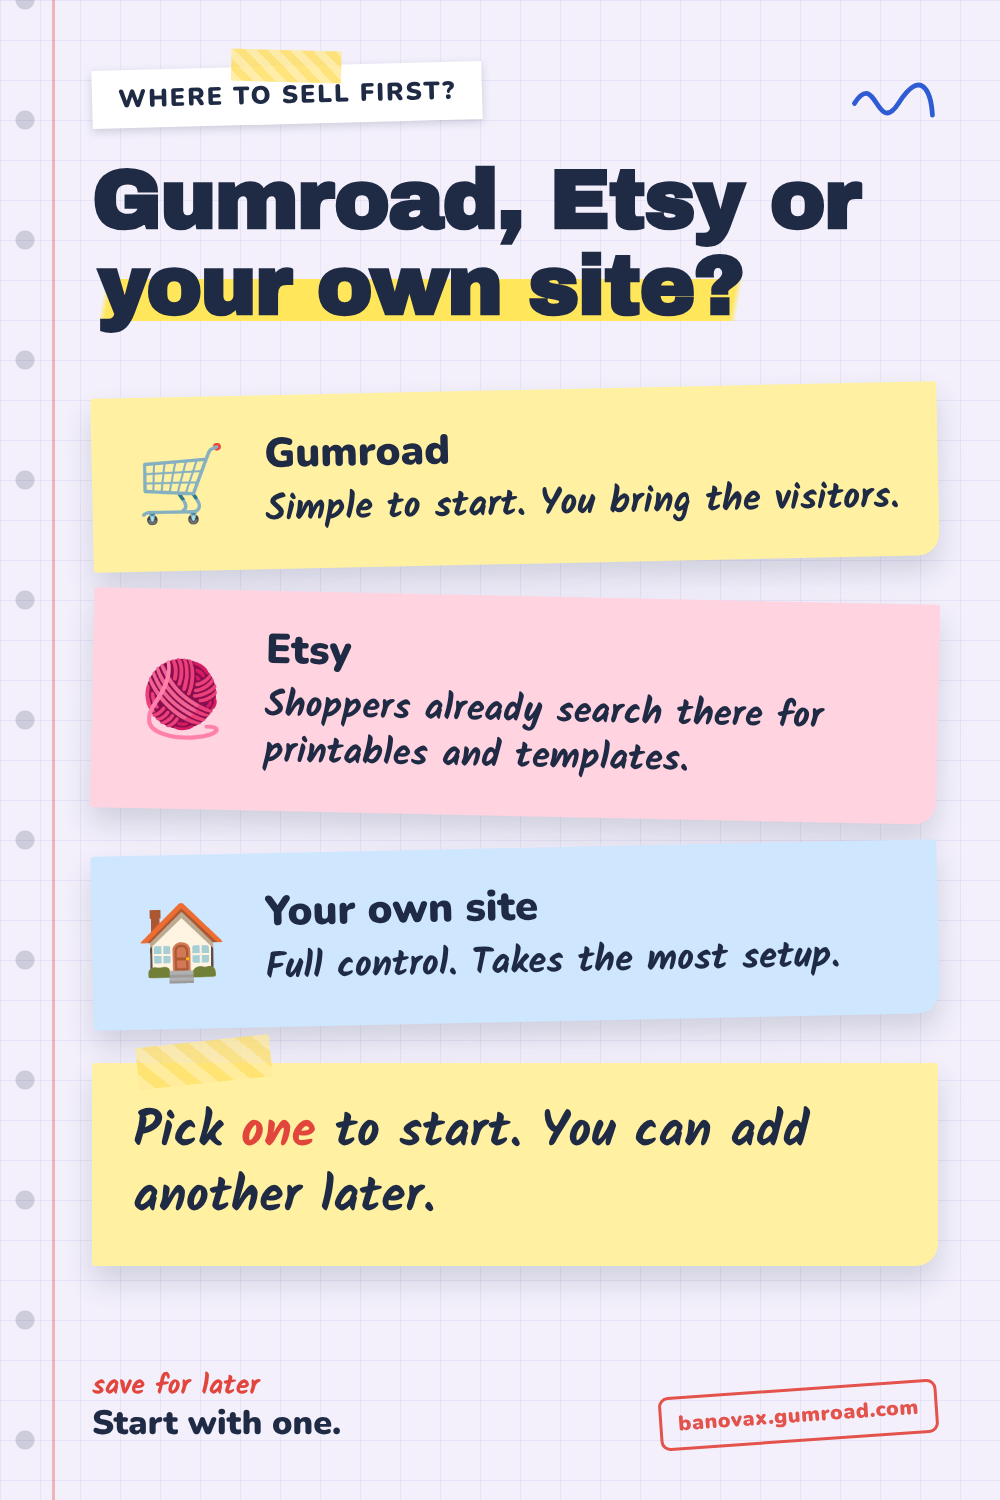 WHERE TO SELL FIRST?
Gumroad, Etsy or
your own site?
Gumroad
Simple to start. You bring the visitors.
Etsy
Shoppers already search there for
printables and templates.
Your own site
Full control. Takes the most setup.
Pick one to start. You can add
another later.
save for later
Start with one.
banovax.gumroad.com